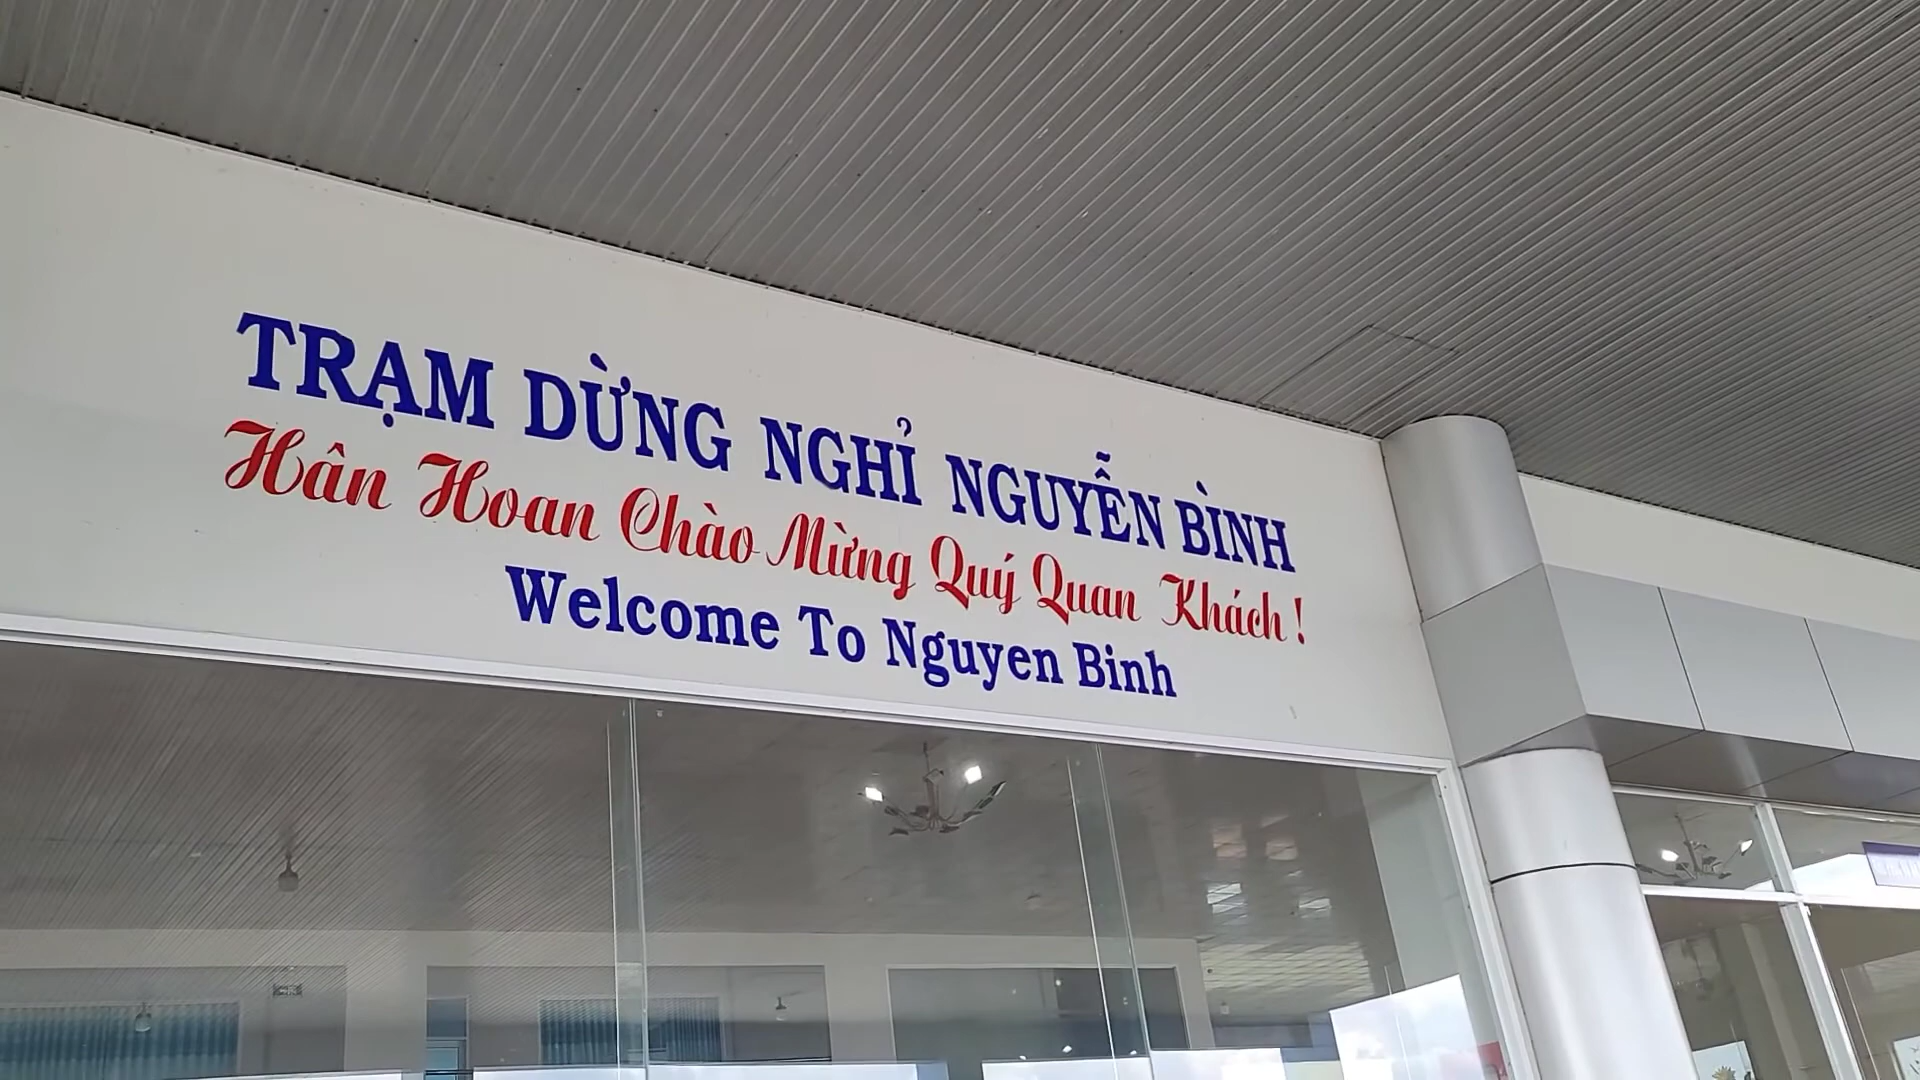 TRẠM DỪNG NGHỈ NGUYỄN BÌNH
Hân Hoan Chào Mừng Quý Quan Khách !
Welcome To Nguyen Binh